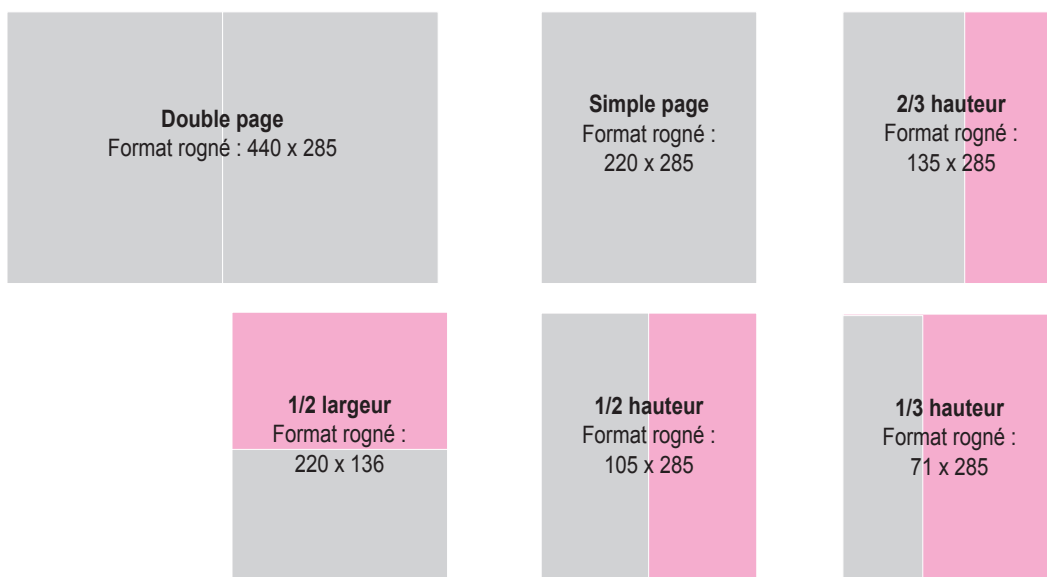 Double page
Format rogné : 440 x 285
Simple page
Format rogné :
220 x 285
2/3 hauteur
Format rogné :
135 x 285
1/2 largeur
Format rogné :
220 x 136
1/2 hauteur
Format rogné :
105 x 285
1/3 hauteur
Format rogné :
71 x 285